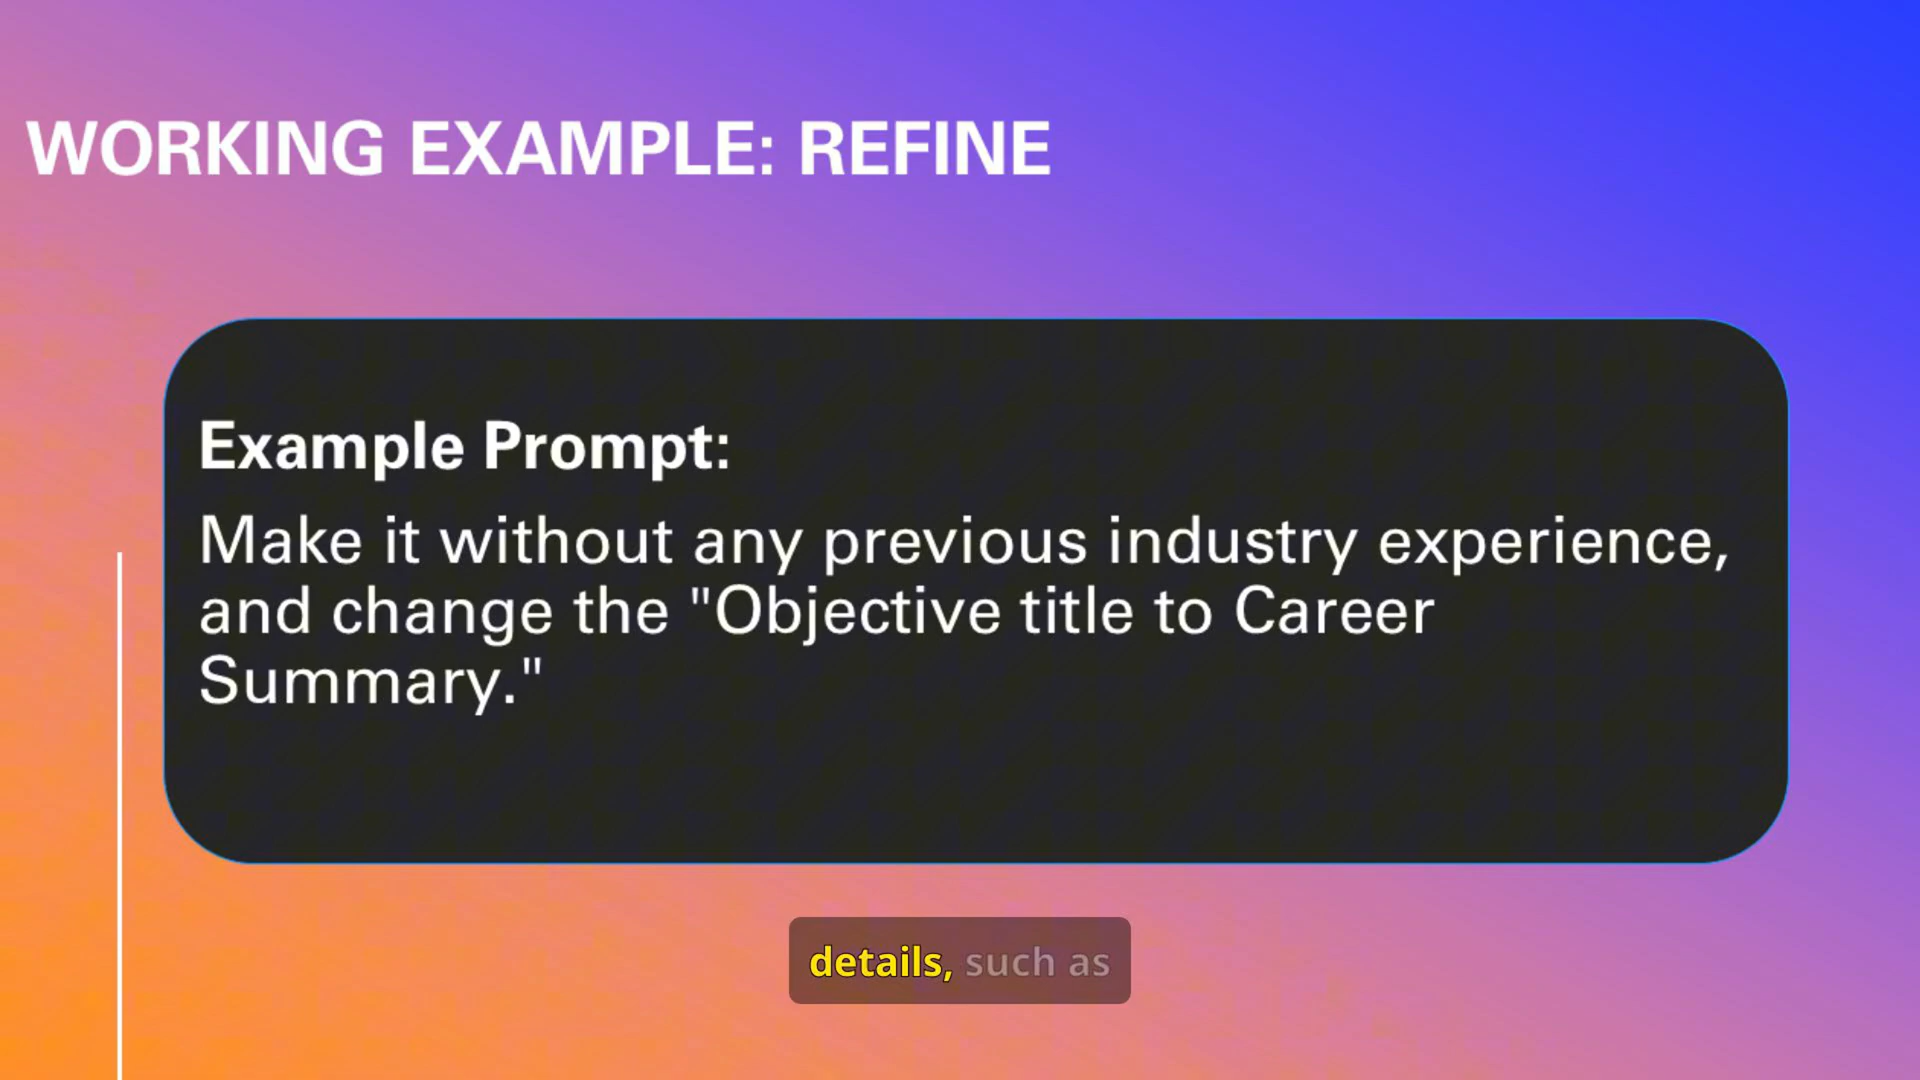 WORKING EXAMPLE: REFINE
Example Prompt:
Make it without any previous industry experience,
and change the "Objective title to Career
Summary."
details, such as